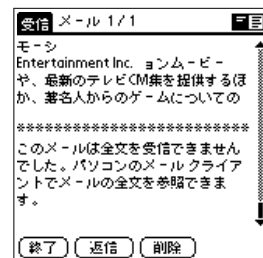 受信 メール 1/1
モーシ
Entertainment Inc. ョンムービー
や、最新のテレビCM集を提供するほ
か、著名人からのゲームについての
**************************
このメールは全文を受信できません
でした。パソコンのメールクライア
ントでメールの全文を参照できま
す。
終了 返信 削除